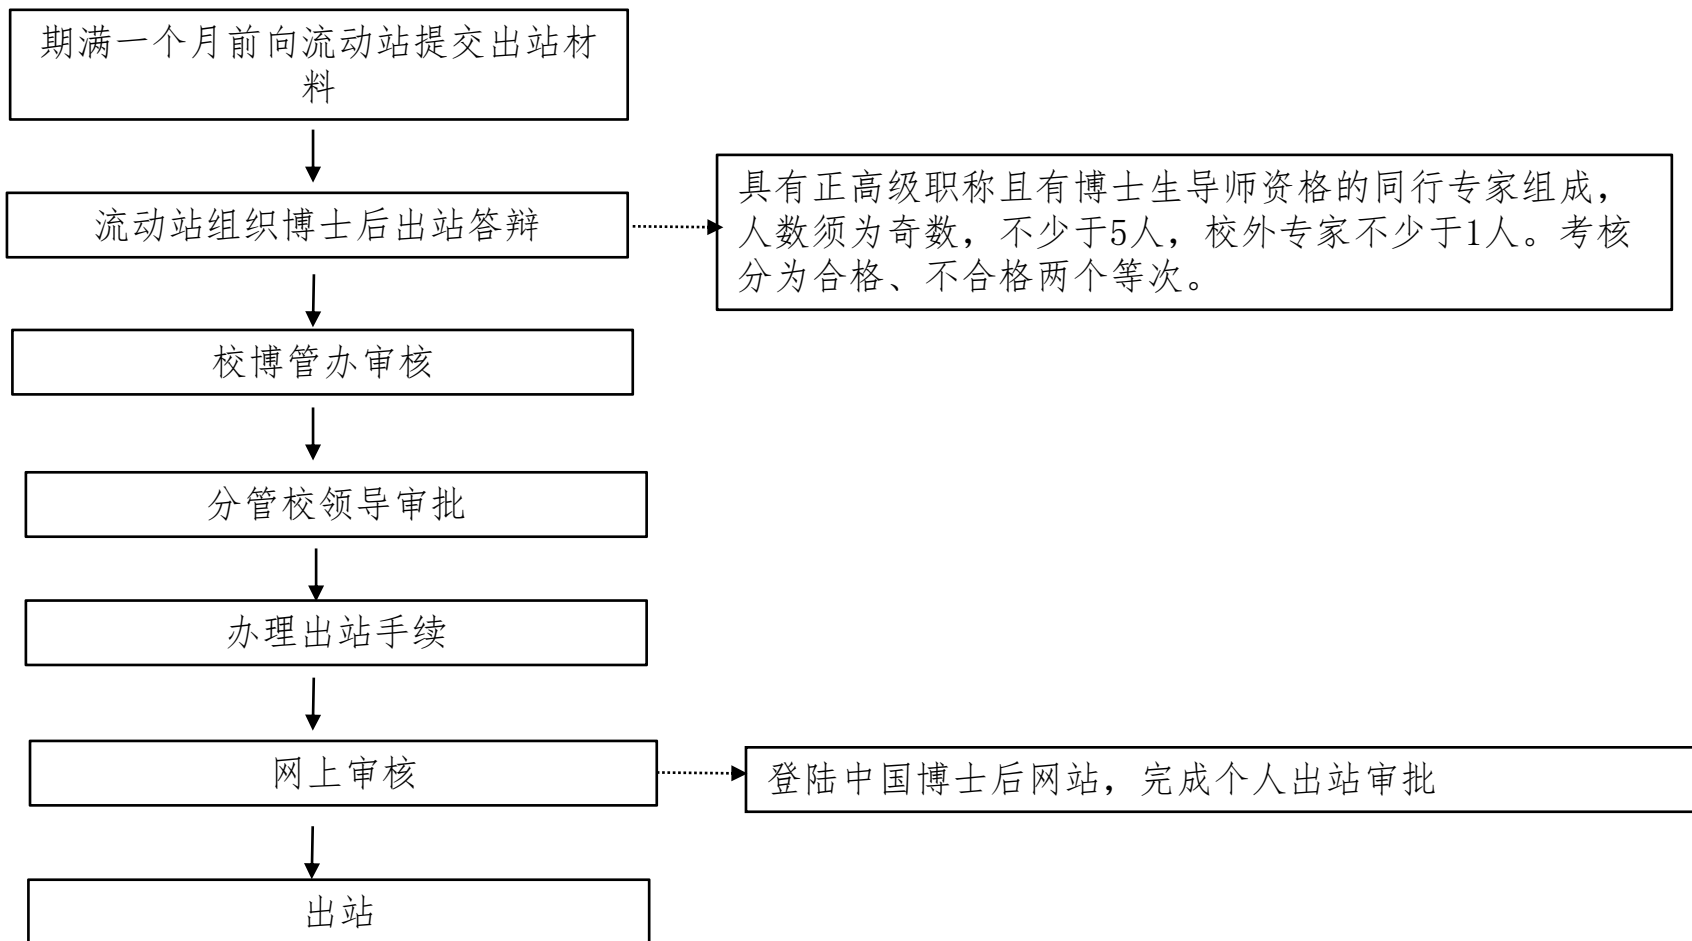 期满一个月前向流动站提交出站材
料
流动站组织博士后出站答辩
具有正高级职称且有博士生导师资格的同行专家组成，
人数须为奇数，不少于5人，校外专家不少于1人。考核
分为合格、不合格两个等次。
校博管办审核
分管校领导审批
办理出站手续
网上审核
登陆中国博士后网站，完成个人出站审批
出站